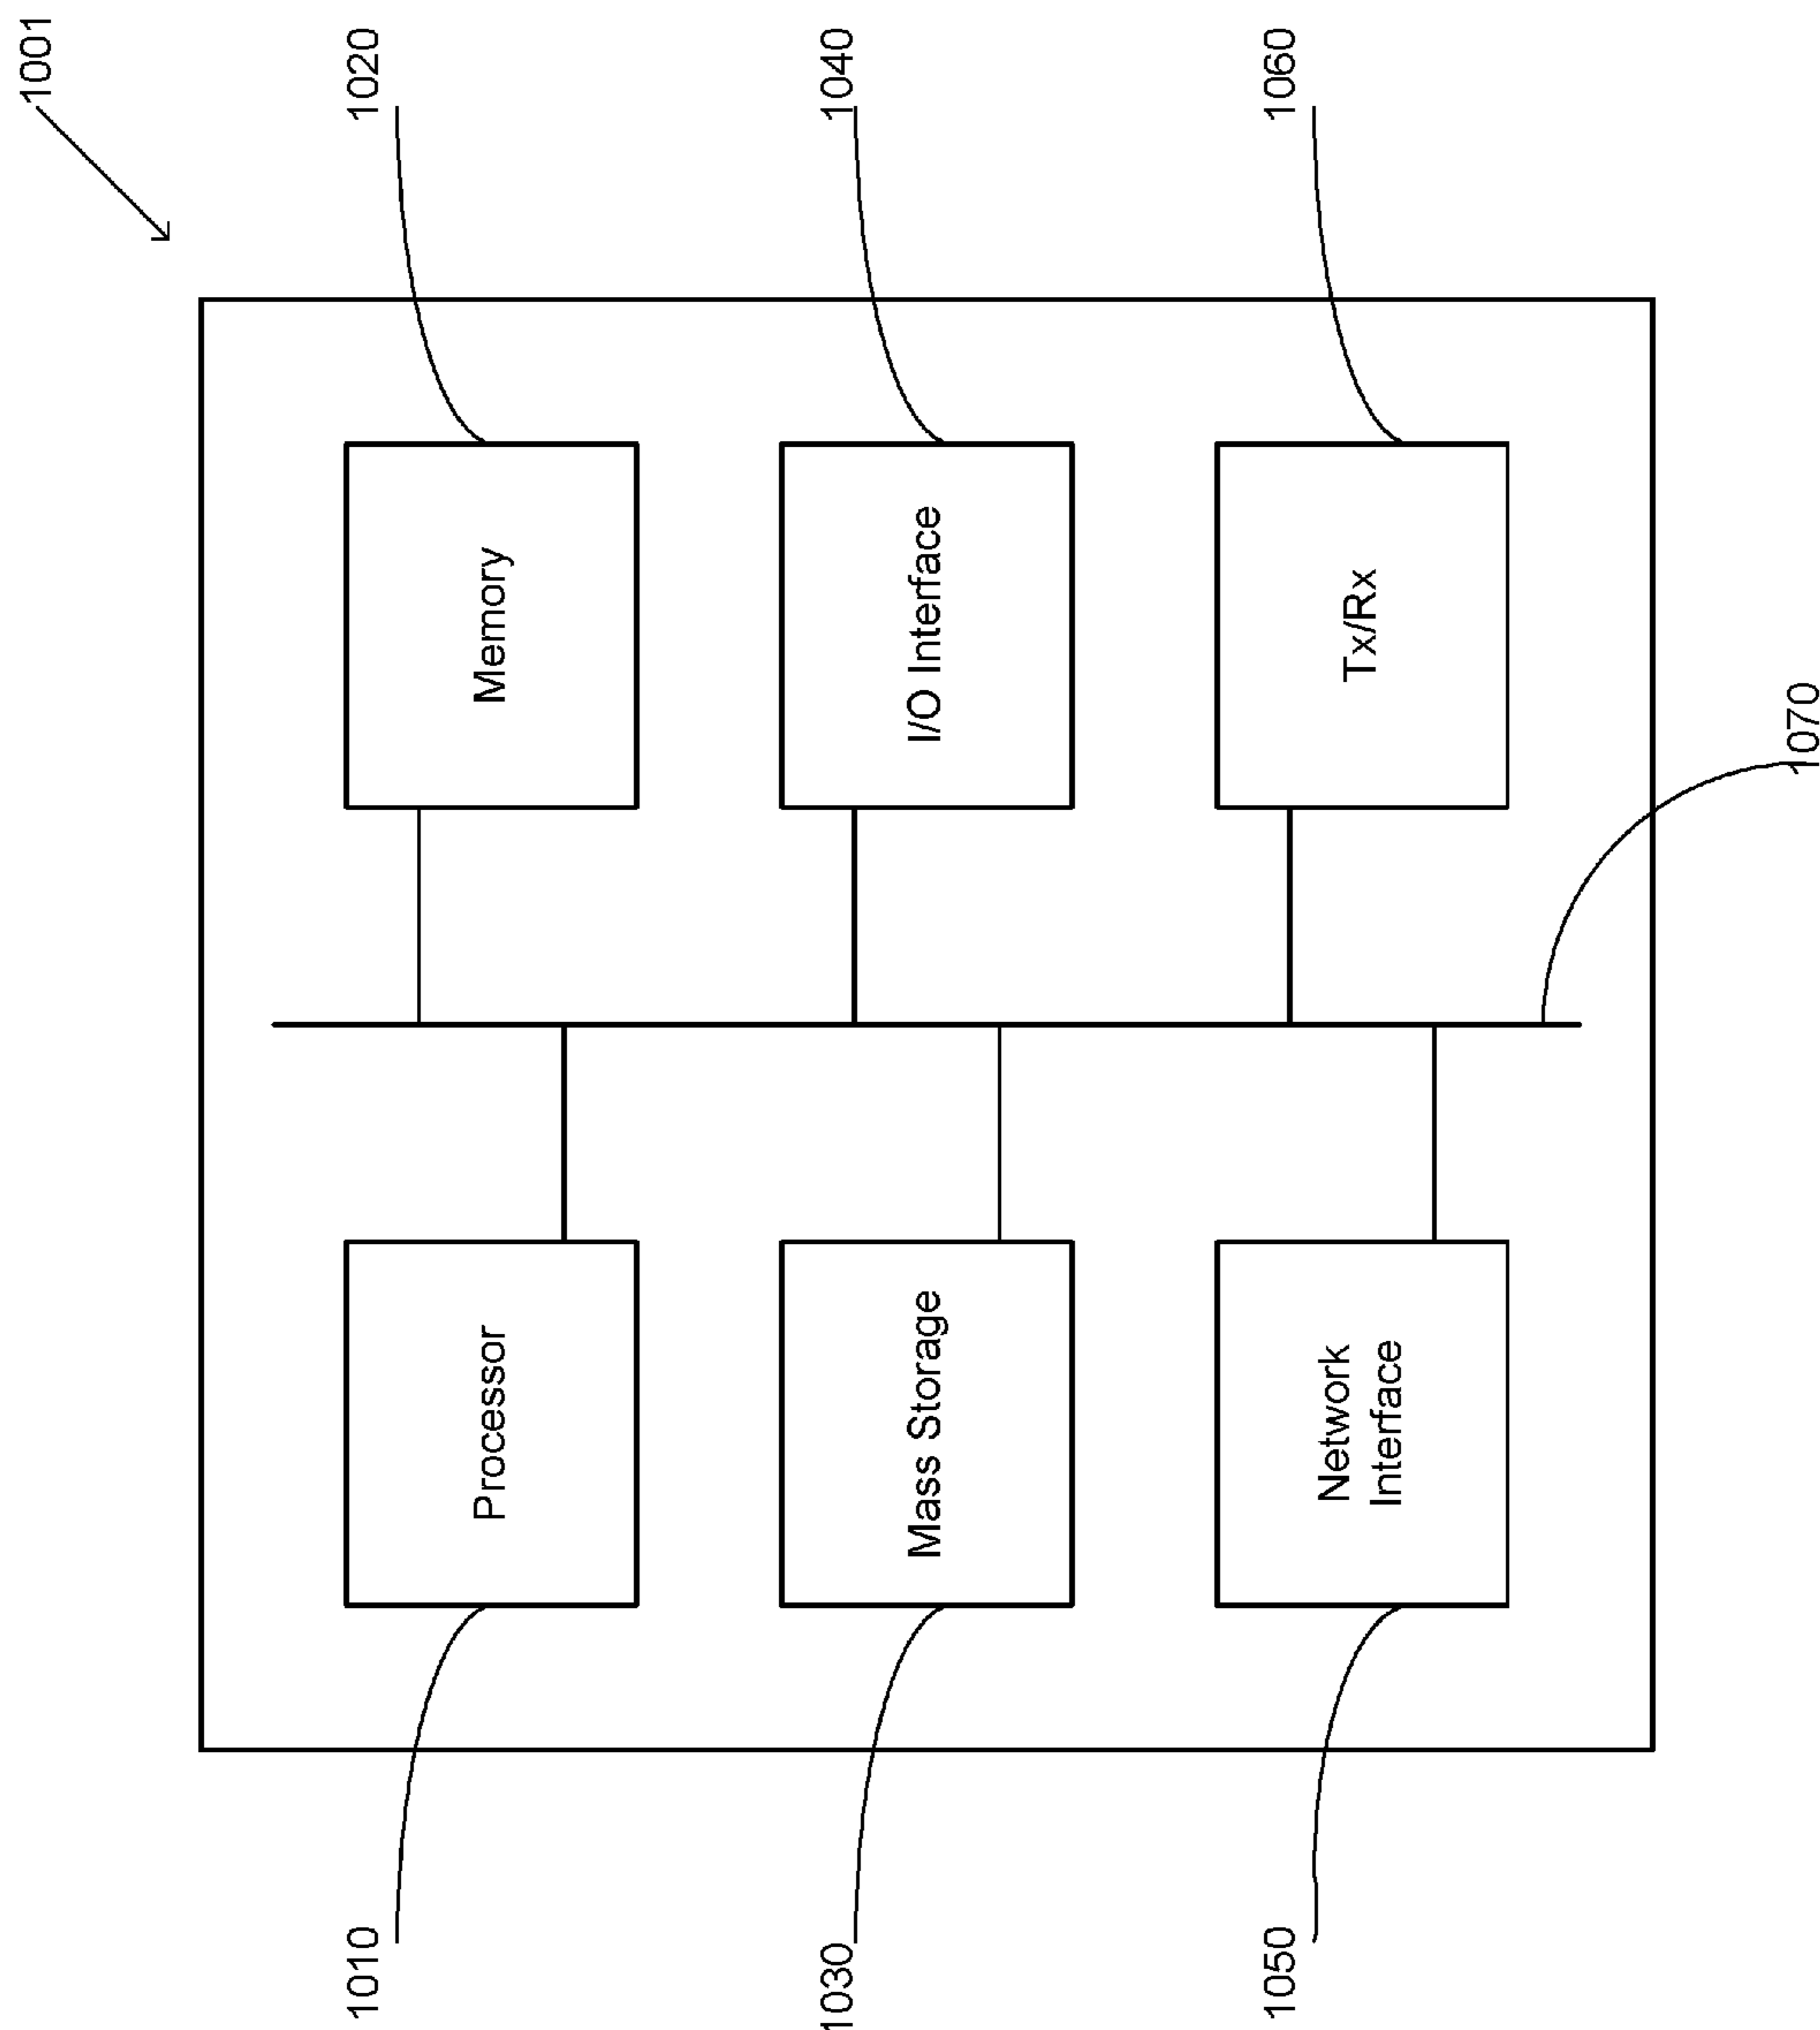 1001
1010
Processor
Memory
1020
1030
Mass Storage
I/O Interface
1040
1050
Network
Interface
Tx/Rx
1060
1070